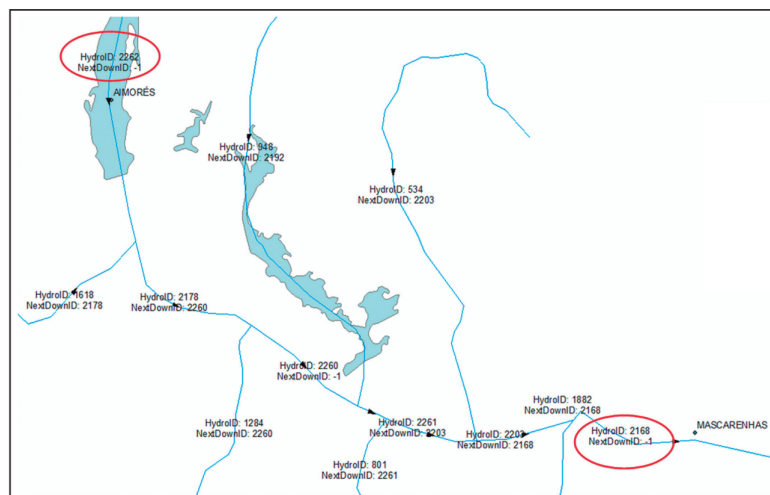 HydroID: 2262
NextDownID: -1
AIMORÉS
HydroID: 948
NextDownID: 2192
HydroID: 534
NextDownID: 2203
HydroID: 1618
NextDownID: 2178
HydroID: 2178
NextDownID: 2260
HydroID: 2260
NextDownID: -1
HydroID: 1882
NextDownID: 2168
HydroID: 1284
NextDownID: 2260
HydroID: 2261
NextDownID: 2203
HydroID: 2203
NextDownID: 2168
HydroID: 2168
NextDownID: -1
MASCARENHAS
HydroID: 801
NextDownID: 2261